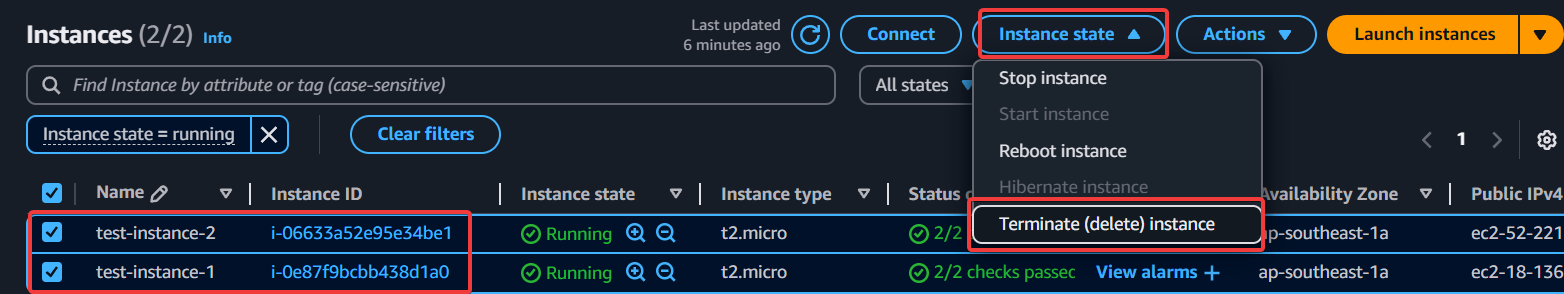 Instances (2/2) Info
Last updated
6 minutes ago
Connect
Instance state
Actions
Launch instances
Find Instance by attribute or tag (case-sensitive)
All states
Stop instance
Start instance
Reboot instance
Hibernate instance
Terminate (delete) instance
Instance state = running
Clear filters
1
Name Instance ID Instance state Instance type Status Availability Zone Public IPv4
test-instance-2 i-06633a52e95e34be1 Running t2.micro 2/2 ap-southeast-1a ec2-52-221
test-instance-1 i-0e87f9bcbb438d1a0 Running t2.micro 2/2 checks passec View alarms + ap-southeast-1a ec2-18-136